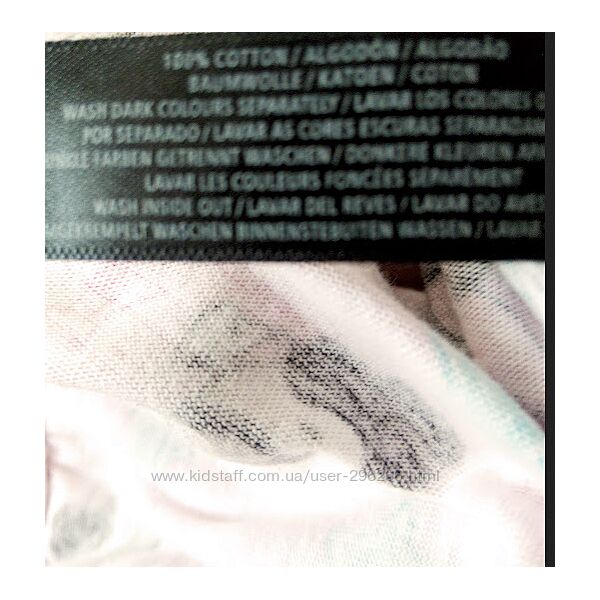 100% COTTON / ALGODÓN / ALGODÃO
BAUMWOLLE / KATOEN / COTON
WASH DARK COLOURS SEPARATELY / LAVAR LOS COLORES
POR SEPARADO / LAVAR AS CORES ESCURAS
FARBEN GETRENNT WASCHEN / DONKERE KLEUREN
LAVAR LES COULEURS FONCÉES SÉPARÉMENT
WASH INSIDE OUT / LAVAR DEL REVÉS / LAVAR DO
WASCHEN BINNENSTEBUITEN WASSEN /
www.kidstaff.com.ua/user-